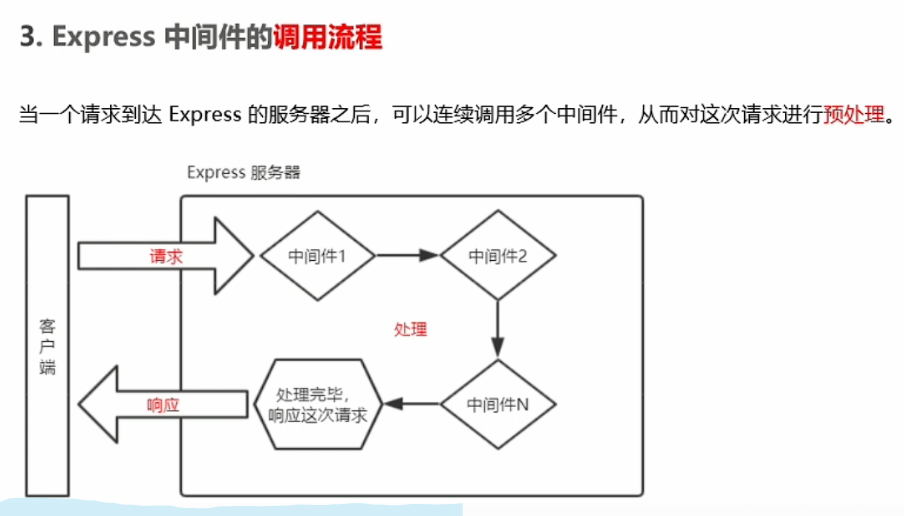 3. Express 中间件的调用流程
当一个请求到达 Express 的服务器之后，可以连续调用多个中间件，从而对这次请求进行预处理。
Express 服务器
请求
中间件1
中间件2
客户端
处理
响应
处理完毕，
响应这次请求
中间件N